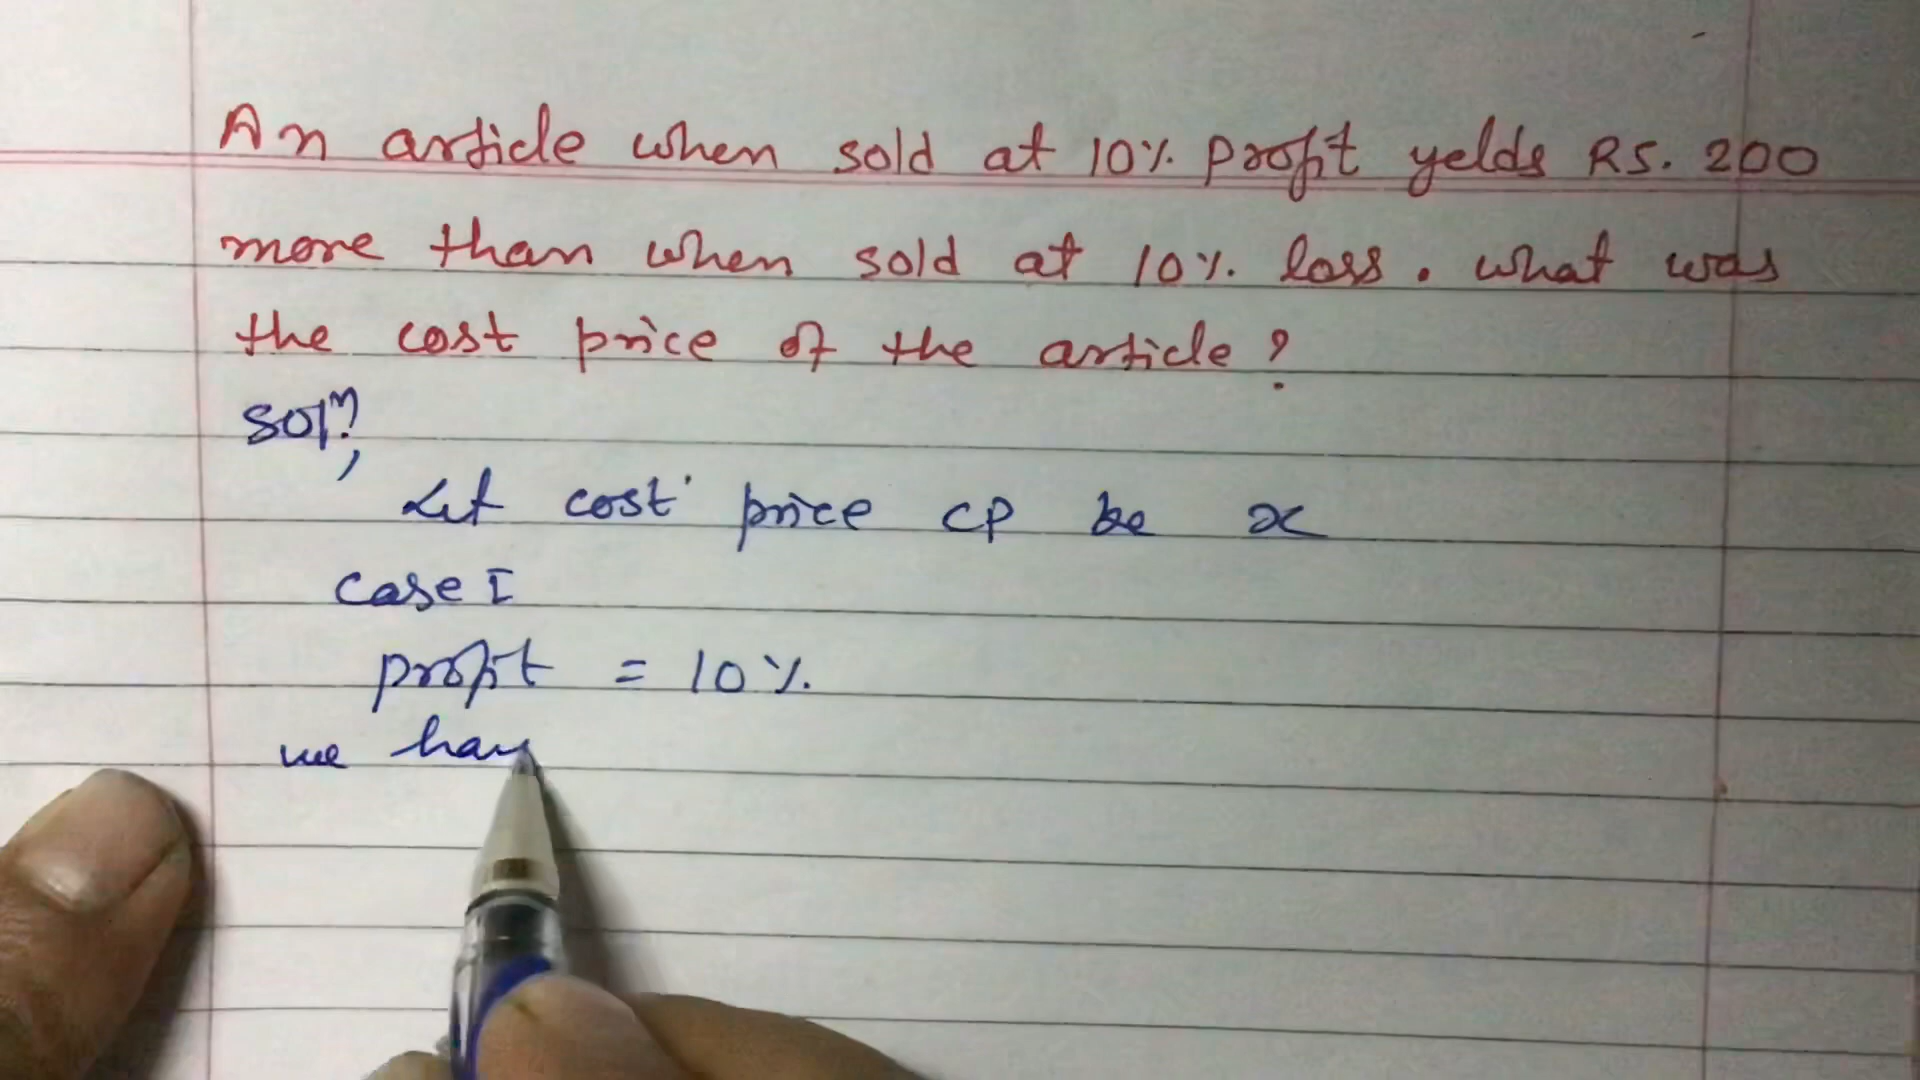 An article when sold at 10% profit yelds RS. 200
more than when sold at 10% loss. what was
the cost price of the article?
Solⁿ,
Let cost price CP be x
Case I
profit = 10%
we hav